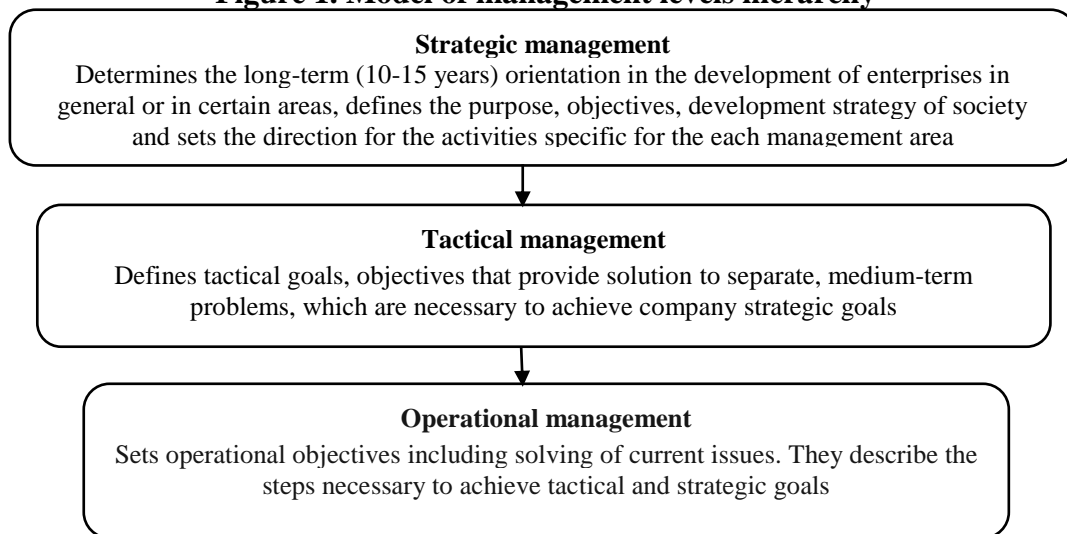 Figure 1. Model of management levels hierarchy
Strategic management
Determines the long-term (10-15 years) orientation in the development of enterprises in
general or in certain areas, defines the purpose, objectives, development strategy of society
and sets the direction for the activities specific for the each management area
Tactical management
Defines tactical goals, objectives that provide solution to separate, medium-term
problems, which are necessary to achieve company strategic goals
Operational management
Sets operational objectives including solving of current issues. They describe the
steps necessary to achieve tactical and strategic goals